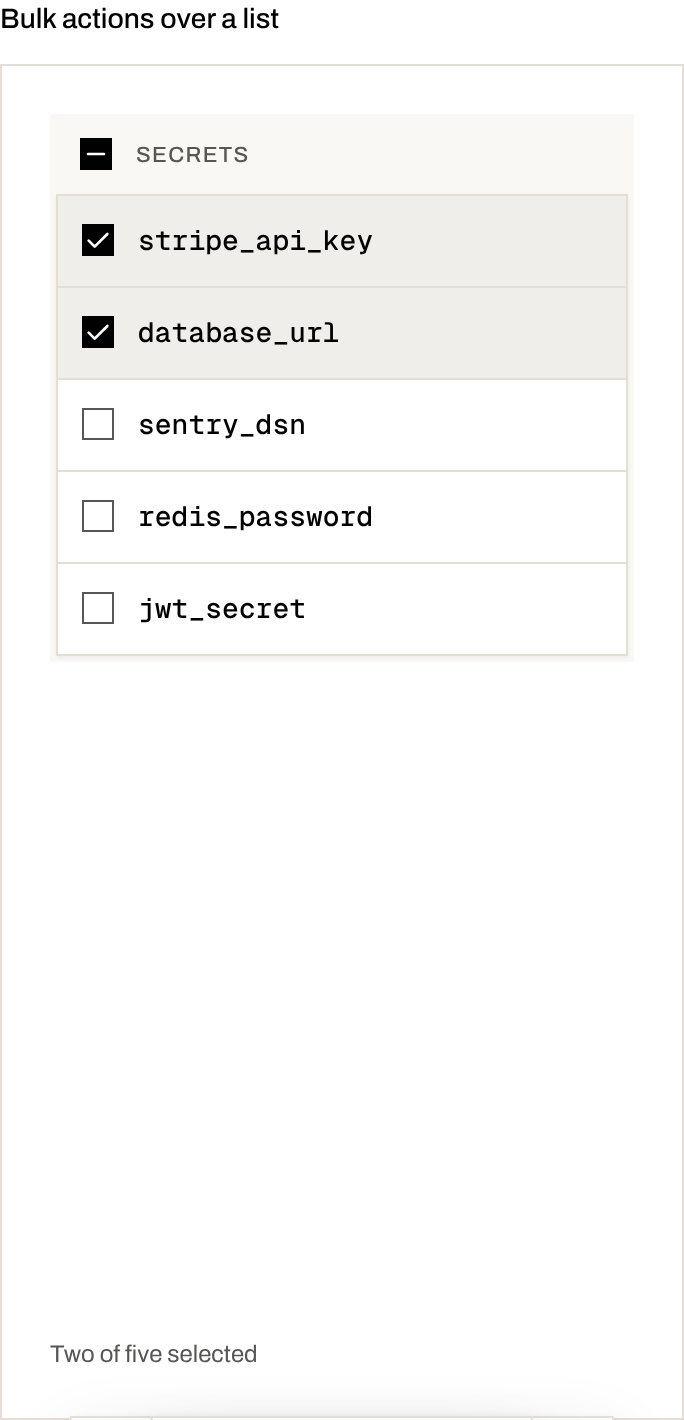 Bulk actions over a list
SECRETS
stripe_api_key
database_url
sentry_dsn
redis_password
jwt_secret
Two of five selected